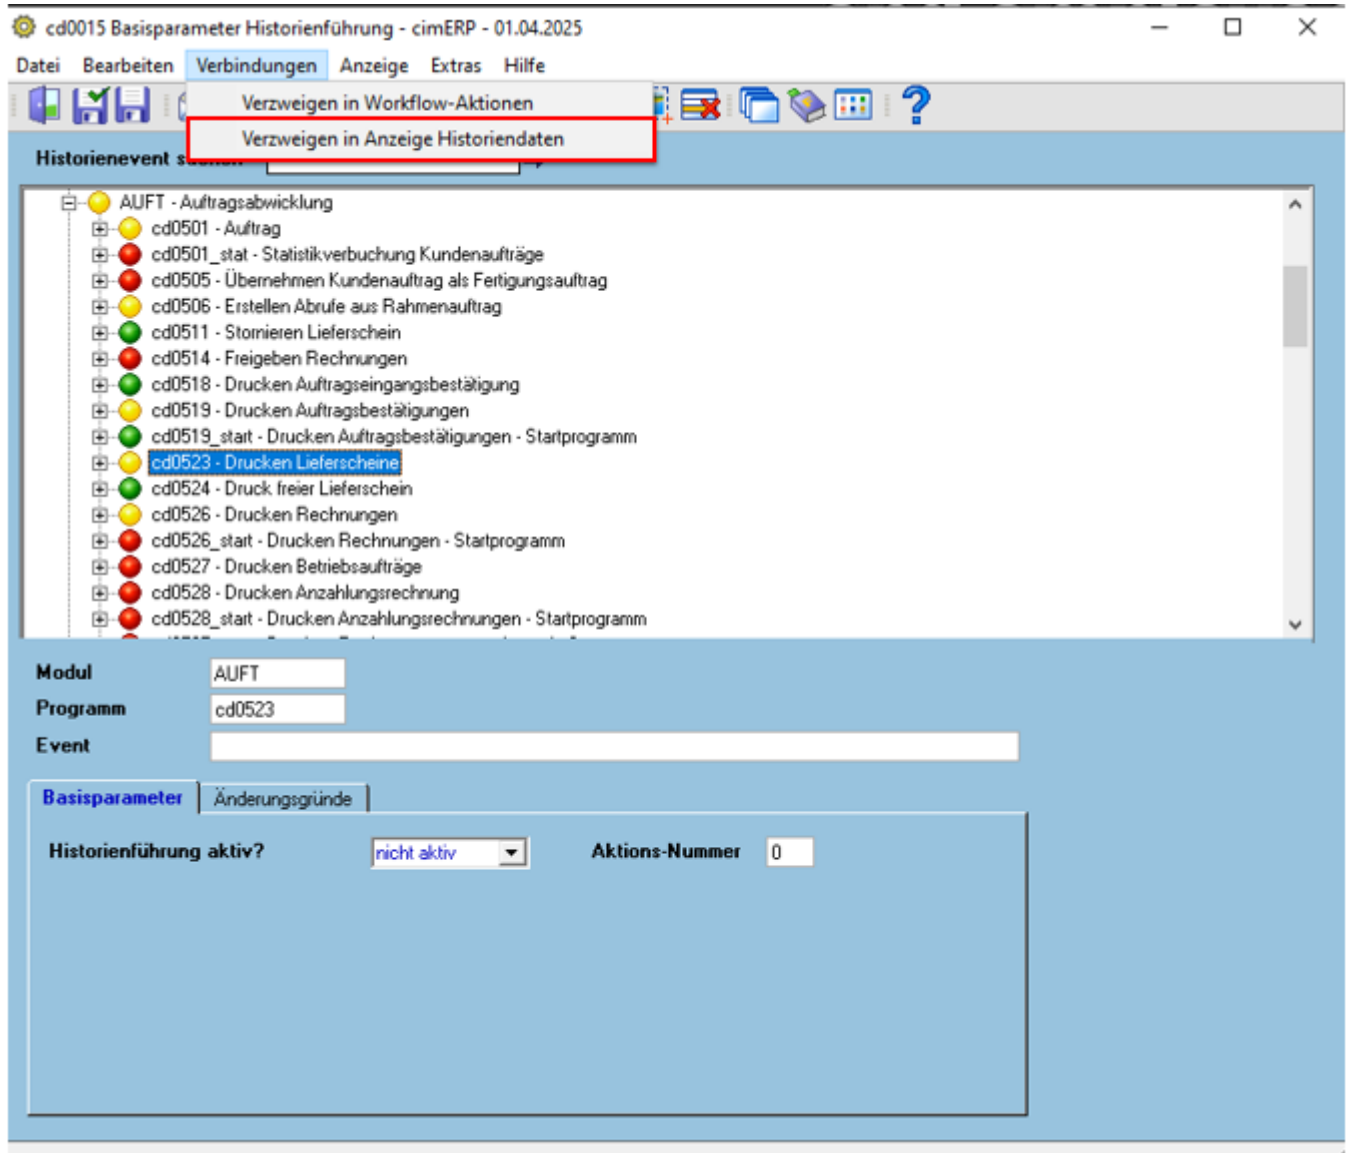 cd0015 Basisparameter Historienführung - cimERP - 01.04.2025
Datei Bearbeiten Verbindungen Anzeige Extras Hilfe
Verzweigen in Workflow-Aktionen
Verzweigen in Anzeige Historiendaten
Historienevent
AUFT - Auftragsabwicklung
cd0501 - Auftrag
cd0501_stat - Statistikverbuchung Kundenaufträge
cd0505 - Übernehmen Kundenauftrag als Fertigungsauftrag
cd0506 - Erstellen Abrufe aus Rahmenauftrag
cd0511 - Stornieren Lieferschein
cd0514 - Freigeben Rechnungen
cd0518 - Drucken Auftragseingangsbestätigung
cd0519 - Drucken Auftragsbestätigungen
cd0519_start - Drucken Auftragsbestätigungen - Startprogramm
cd0523 - Drucken Lieferscheine
cd0524 - Druck freier Lieferschein
cd0526 - Drucken Rechnungen
cd0526_start - Drucken Rechnungen - Startprogramm
cd0527 - Drucken Betriebsaufträge
cd0528 - Drucken Anzahlungsrechnung
cd0528_start - Drucken Anzahlungsrechnungen - Startprogramm
Modul AUFT
Programm cd0523
Event
Basisparameter Änderungsgründe
Historienführung aktiv? nicht aktiv Aktions-Nummer 0